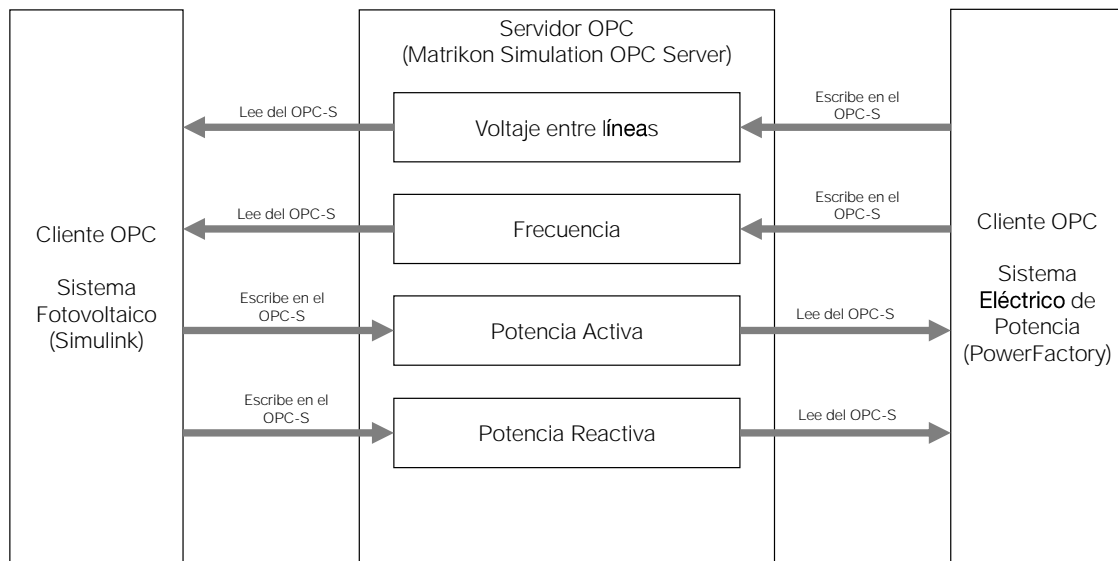 Servidor OPC
(Matrikon Simulation OPC Server)
Lee del OPC-S
Voltaje entre líneas
Escribe en el
OPC-S
Lee del OPC-S
Frecuencia
Escribe en el
OPC-S
Cliente OPC
Sistema
Fotovoltaico
(Simulink)
Escribe en el
OPC-S
Potencia Activa
Lee del OPC-S
Escribe en el
OPC-S
Potencia Reactiva
Lee del OPC-S
Cliente OPC
Sistema
Eléctrico de
Potencia
(PowerFactory)